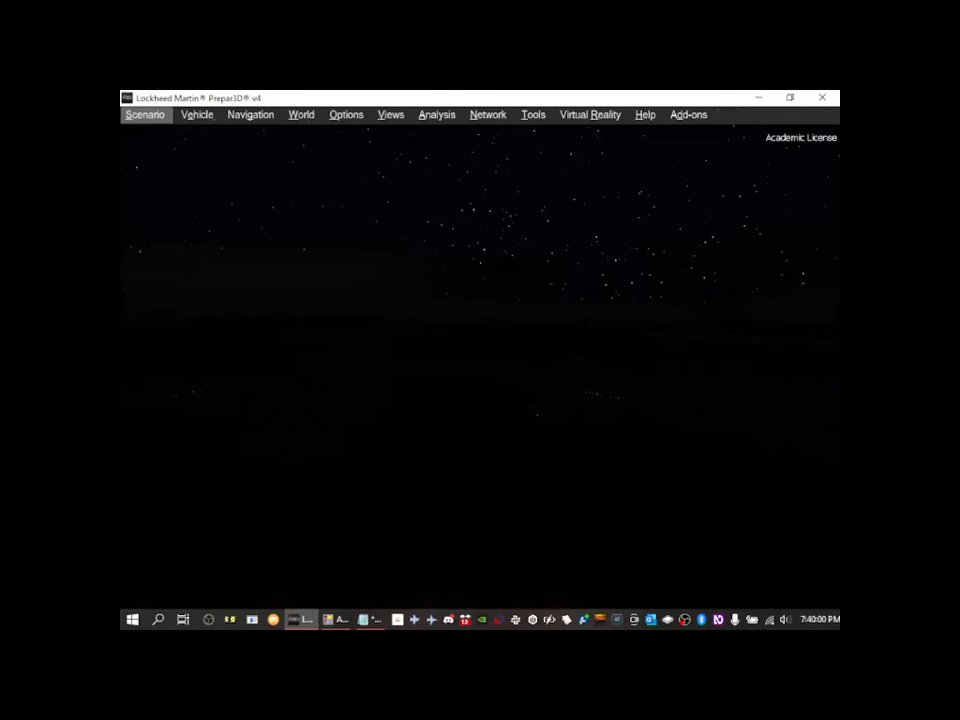 Lockheed Martin® Prepar3D® v4
Scenario Vehicle Navigation World Options Views Analysis Network Tools Virtual Reality Help Add-ons
Academic License
L... A... "... 7:40:00 PM